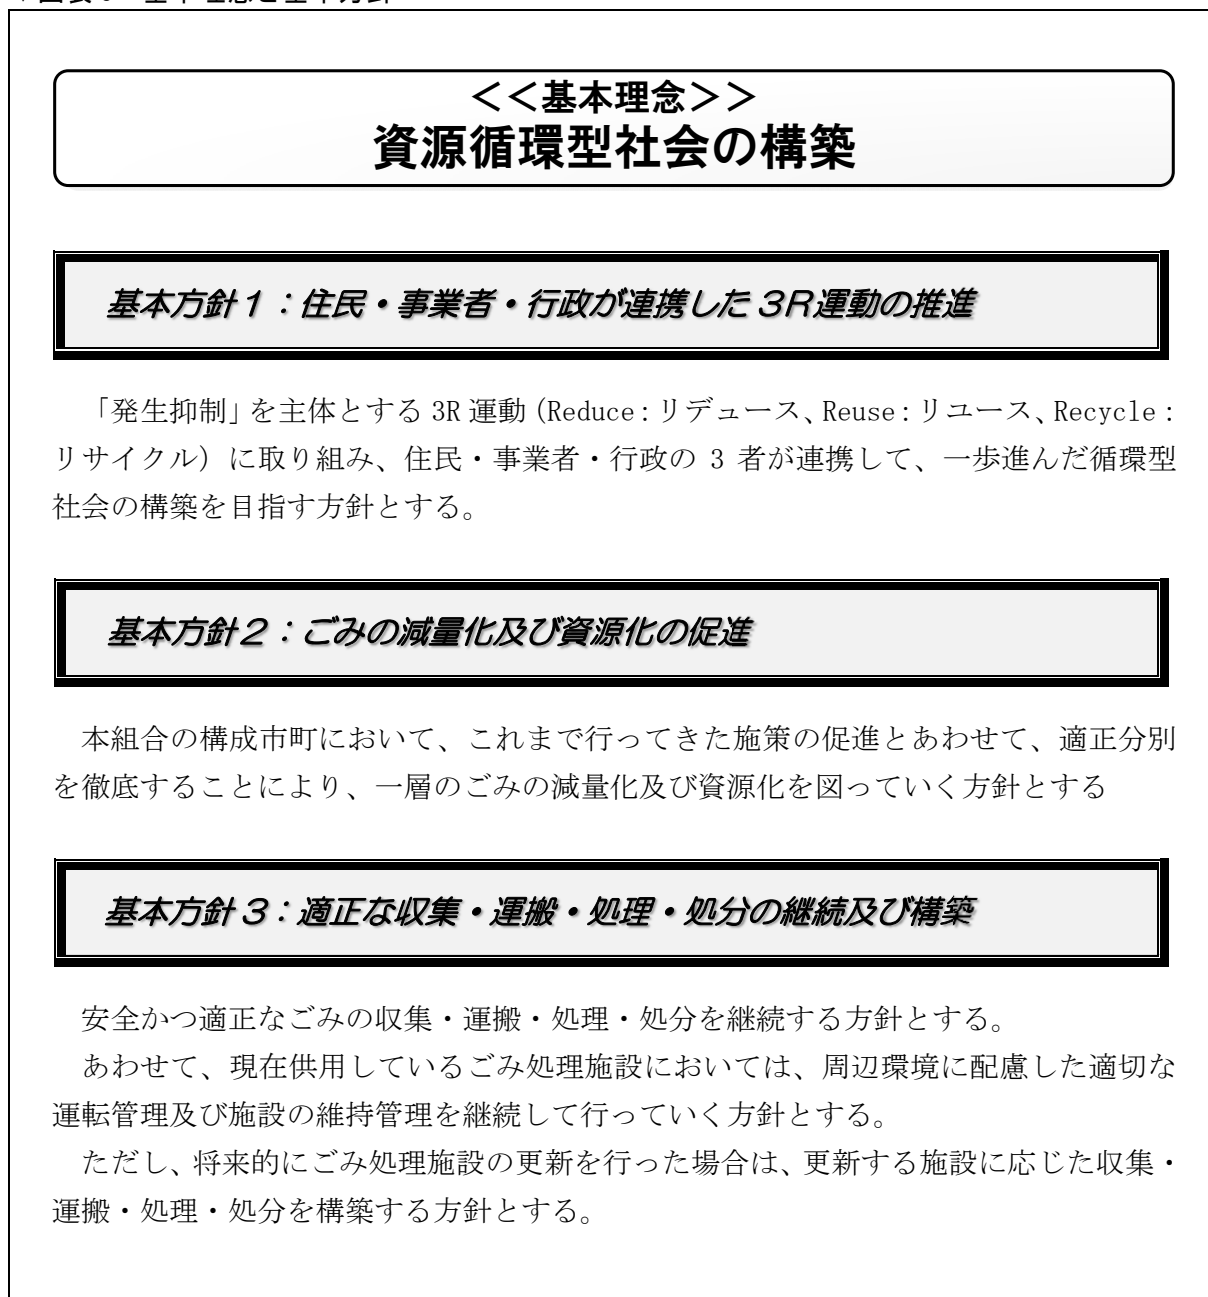 ＜＜基本理念＞＞
資源循環型社会の構築
基本方針１：住民・事業者・行政が連携した３Ｒ運動の推進
「発生抑制」を主体とする 3R 運動（Reduce：リデュース、Reuse：リユース、Recycle：
リサイクル）に取り組み、住民・事業者・行政の 3 者が連携して、一歩進んだ循環型
社会の構築を目指す方針とする。
基本方針２：ごみの減量化及び資源化の促進
本組合の構成市町において、これまで行ってきた施策の促進とあわせて、適正分別
を徹底することにより、一層のごみの減量化及び資源化を図っていく方針とする
基本方針３：適正な収集・運搬・処理・処分の継続及び構築
安全かつ適正なごみの収集・運搬・処理・処分を継続する方針とする。
あわせて、現在供用しているごみ処理施設においては、周辺環境に配慮した適切な
運転管理及び施設の維持管理を継続して行っていく方針とする。
ただし、将来的にごみ処理施設の更新を行った場合は、更新する施設に応じた収集・
運搬・処理・処分を構築する方針とする。